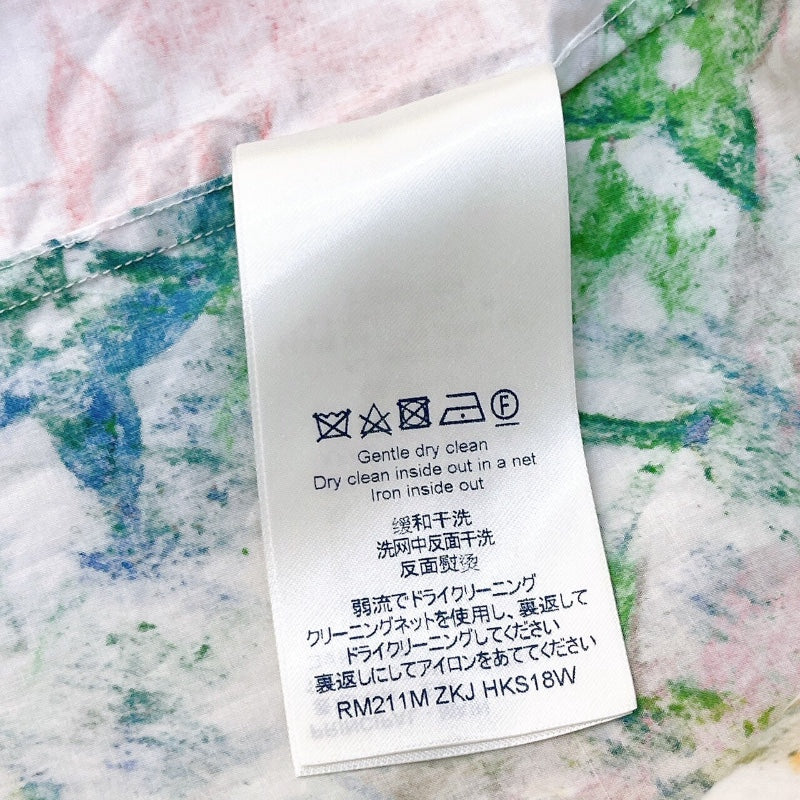 F
Gentle dry clean
Dry clean inside out in a net
Iron inside out
缓和干洗
洗网中反面干洗
反面熨烫
弱流でドライクリーニング
クリーニングネットを使用し、裏返して
ドライクリーニングしてください
裏返しにしてアイロンをあててください
RM211M ZKJ HKS18W